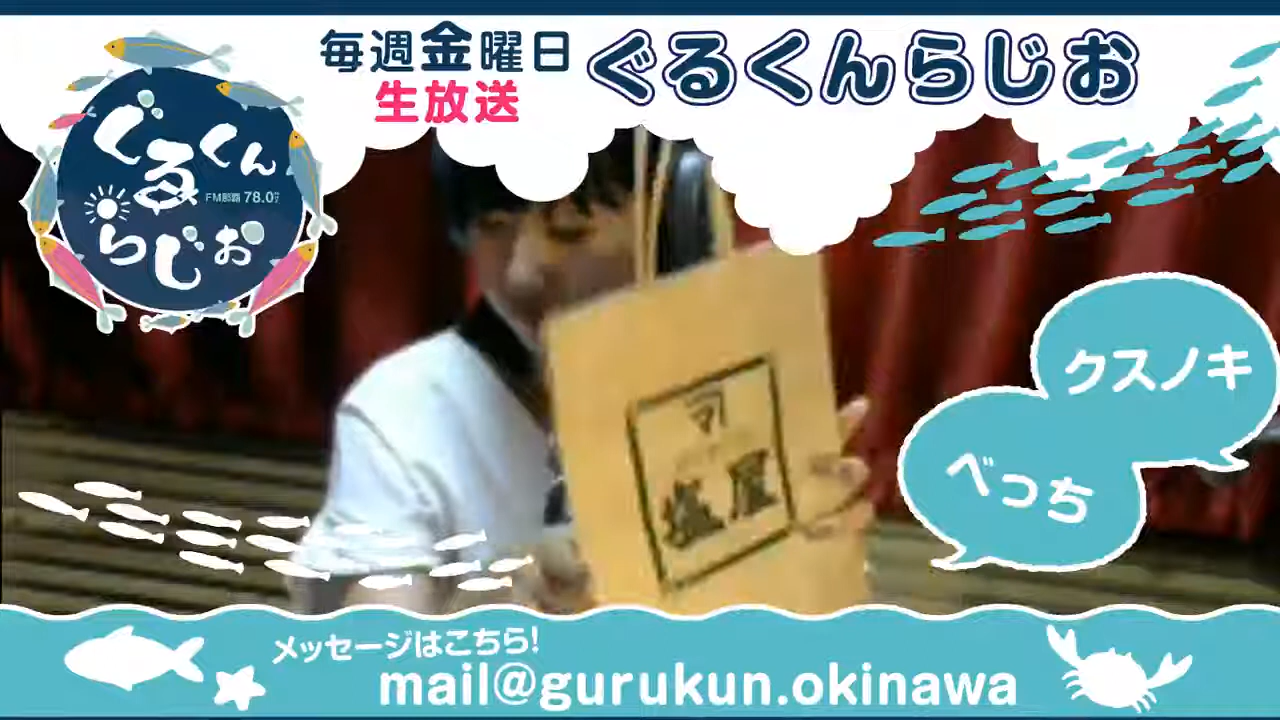 毎週金曜日
生放送
ぐるくんらじお
ぐるくん
FM那覇 78.0
らじお
クスノキ
べっち
塩屋
メッセージはこちら!
mail@gurukun.okinawa